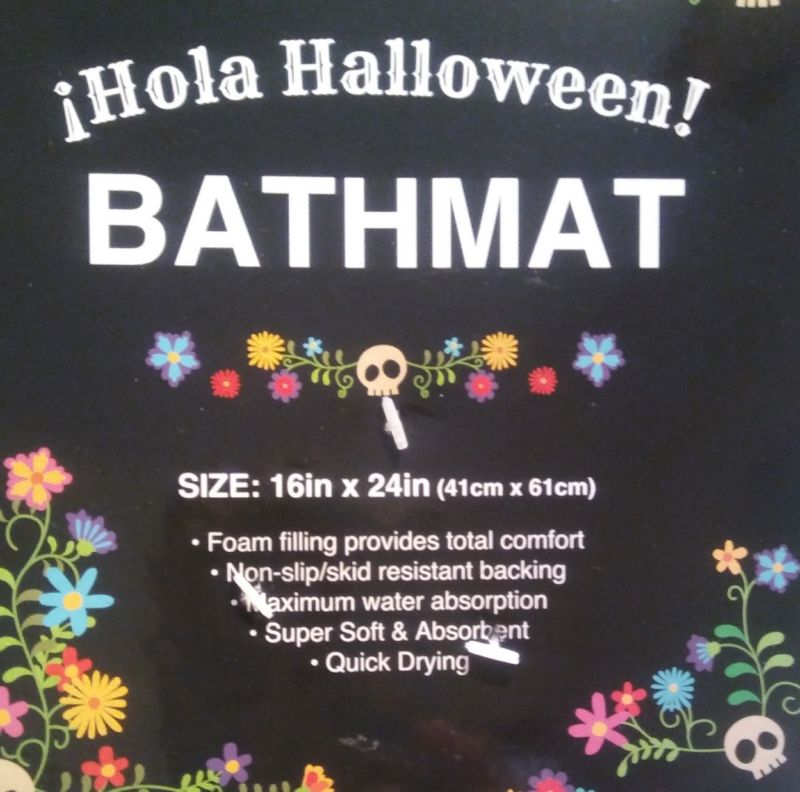 ¡Hola Halloween!
BATHMAT
SIZE: 16in x 24in (41cm x 61cm)
• Foam filling provides total comfort
• Non-slip/skid resistant backing
• Maximum water absorption
• Super Soft & Absorbent
• Quick Drying